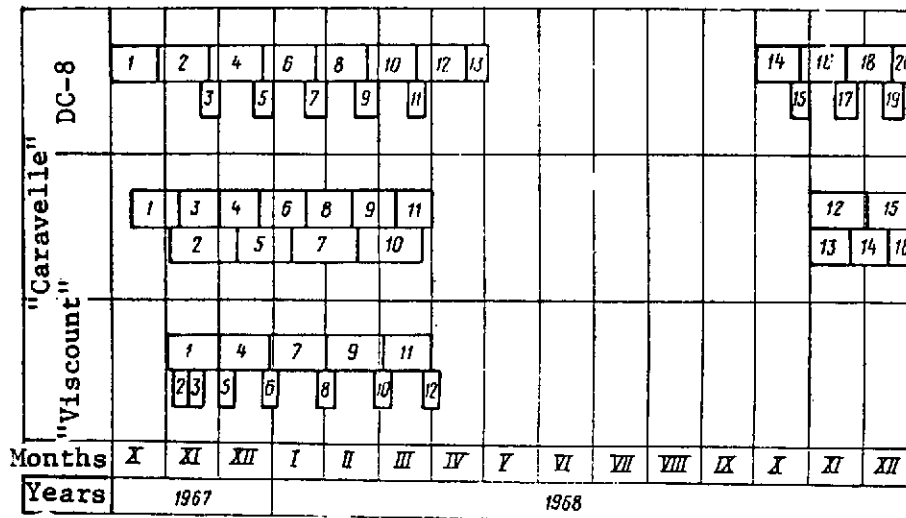 DC-8
1 2 4 6 8 10 12 13 14 16 18 20
3 5 7 9 11 15 17 19
"Caravelle"
1 3 4 6 8 9 11 12 15
2 5 7 10 13 14 16
"Viscount"
1 4 7 9 11
2 3 5 6 8 10 12
Months X XI XII I II III IV V VI VII VIII IX X XI XII
Years 1967 1968